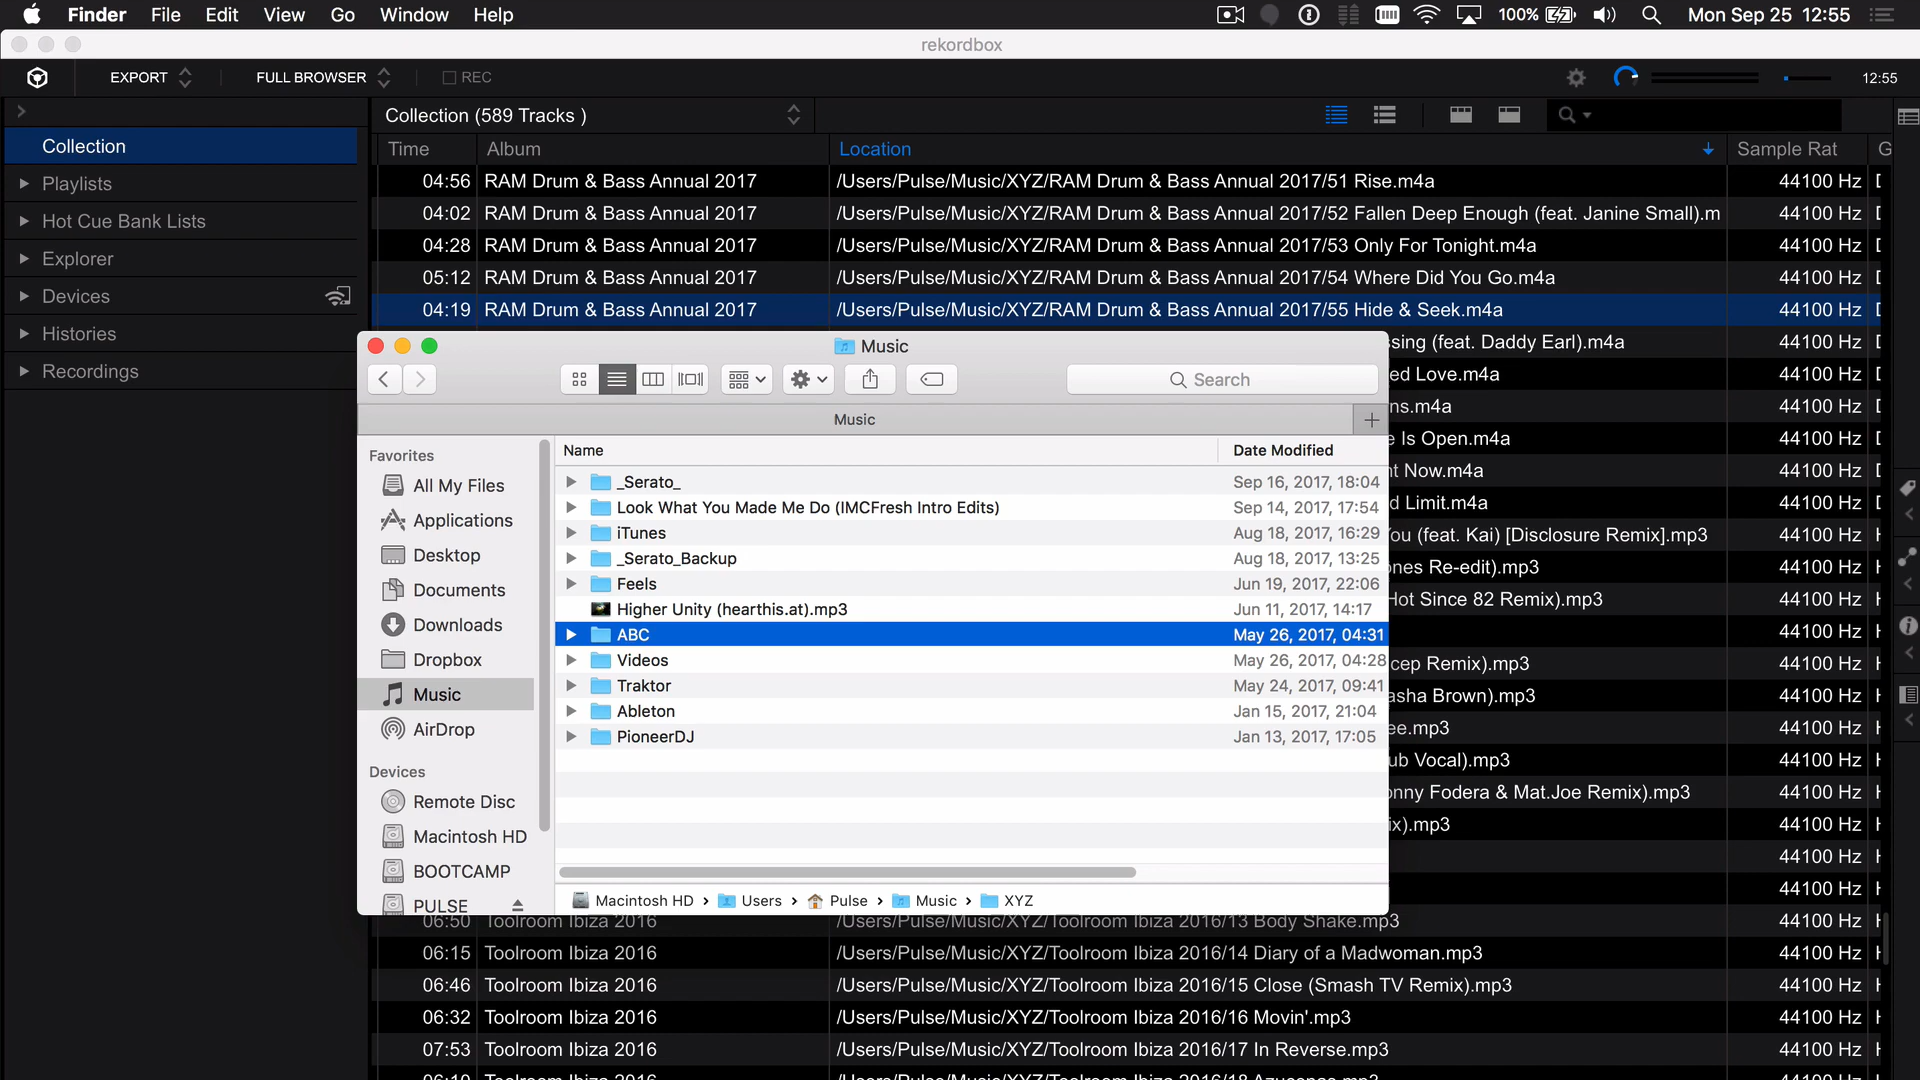 Finder File Edit View Go Window Help 100% Mon Sep 25 12:55
rekordbox
EXPORT FULL BROWSER REC 12:55
Collection (589 Tracks )
Collection
Playlists
Hot Cue Bank Lists
Explorer
Devices
Histories
Recordings
Time Album Location Sample Rat G
04:56 RAM Drum & Bass Annual 2017 /Users/Pulse/Music/XYZ/RAM Drum & Bass Annual 2017/51 Rise.m4a 44100 Hz
04:02 RAM Drum & Bass Annual 2017 /Users/Pulse/Music/XYZ/RAM Drum & Bass Annual 2017/52 Fallen Deep Enough (feat. Janine Small).m 44100 Hz
04:28 RAM Drum & Bass Annual 2017 /Users/Pulse/Music/XYZ/RAM Drum & Bass Annual 2017/53 Only For Tonight.m4a 44100 Hz
05:12 RAM Drum & Bass Annual 2017 /Users/Pulse/Music/XYZ/RAM Drum & Bass Annual 2017/54 Where Did You Go.m4a 44100 Hz
04:19 RAM Drum & Bass Annual 2017 /Users/Pulse/Music/XYZ/RAM Drum & Bass Annual 2017/55 Hide & Seek.m4a 44100 Hz
ssing (feat. Daddy Earl).m4a 44100 Hz
ed Love.m4a 44100 Hz
ns.m4a 44100 Hz
e Is Open.m4a 44100 Hz
nt Now.m4a 44100 Hz
d Limit.m4a 44100 Hz
You (feat. Kai) [Disclosure Remix].mp3 44100 Hz
ones Re-edit).mp3 44100 Hz
Hot Since 82 Remix).mp3 44100 Hz
44100 Hz
cep Remix).mp3 44100 Hz
asha Brown).mp3 44100 Hz
ee.mp3 44100 Hz
ub Vocal).mp3 44100 Hz
onny Fodera & Mat.Joe Remix).mp3 44100 Hz
ix).mp3 44100 Hz
44100 Hz
44100 Hz
Music
Search
Music
Favorites
All My Files
Applications
Desktop
Documents
Downloads
Dropbox
Music
AirDrop
Devices
Remote Disc
Macintosh HD
BOOTCAMP
PULSE
Name Date Modified
_Serato_ Sep 16, 2017, 18:04
Look What You Made Me Do (IMCFresh Intro Edits) Sep 14, 2017, 17:54
iTunes Aug 18, 2017, 16:29
_Serato_Backup Aug 18, 2017, 13:25
Feels Jun 19, 2017, 22:06
Higher Unity (hearthis.at).mp3 Jun 11, 2017, 14:17
ABC May 26, 2017, 04:31
Videos May 26, 2017, 04:28
Traktor May 24, 2017, 09:41
Ableton Jan 15, 2017, 21:04
PioneerDJ Jan 13, 2017, 17:05
Macintosh HD › Users › Pulse › Music › XYZ
06:50 Toolroom Ibiza 2016 /Users/Pulse/Music/XYZ/Toolroom Ibiza 2016/13 Body Shake.mp3 44100 Hz
06:15 Toolroom Ibiza 2016 /Users/Pulse/Music/XYZ/Toolroom Ibiza 2016/14 Diary of a Madwoman.mp3 44100 Hz
06:46 Toolroom Ibiza 2016 /Users/Pulse/Music/XYZ/Toolroom Ibiza 2016/15 Close (Smash TV Remix).mp3 44100 Hz
06:32 Toolroom Ibiza 2016 /Users/Pulse/Music/XYZ/Toolroom Ibiza 2016/16 Movin'.mp3 44100 Hz
07:53 Toolroom Ibiza 2016 /Users/Pulse/Music/XYZ/Toolroom Ibiza 2016/17 In Reverse.mp3 44100 Hz